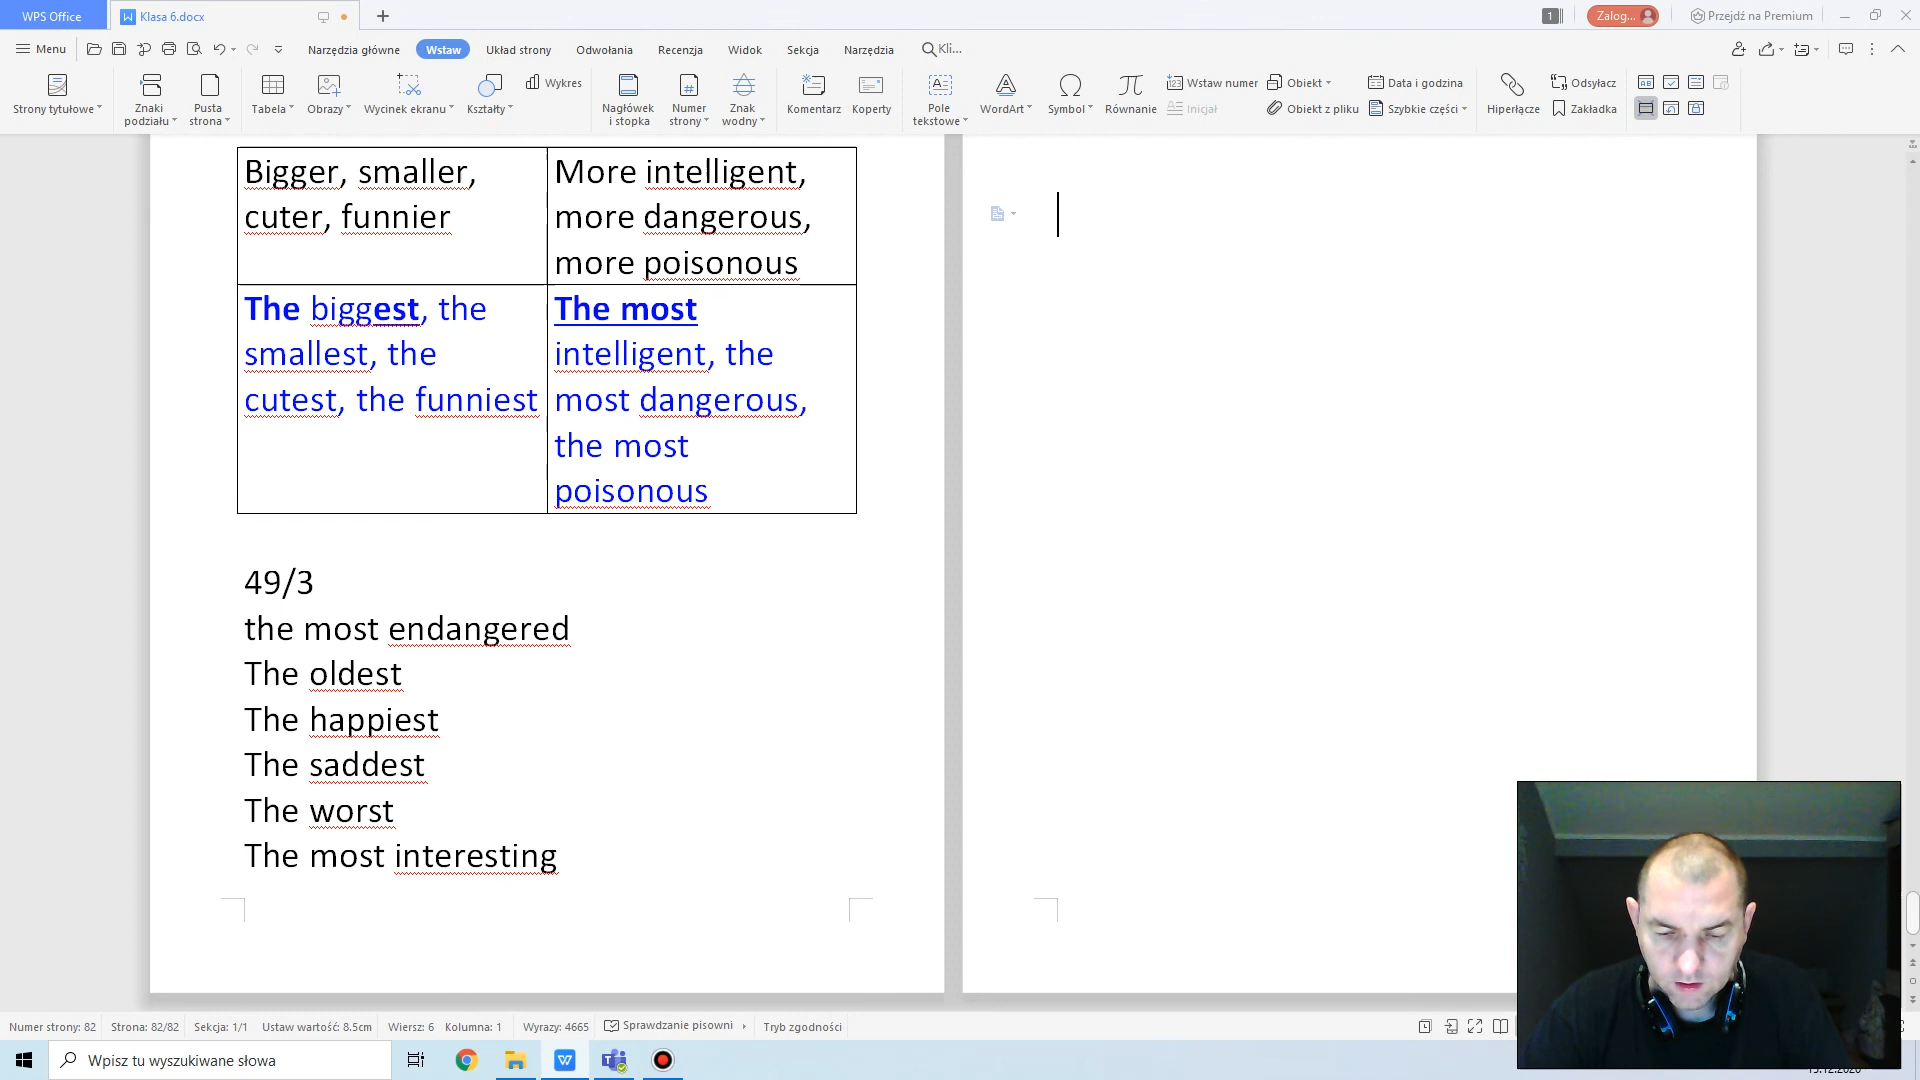 WPS Office
Klasa 6.docx
1
Zalog...
Przejdź na Premium
Menu
Narzędzia główne
Wstaw
Układ strony
Odwołania
Recenzja
Widok
Sekcja
Narzędzia
Kli...
Strony tytułowe
Znaki podziału
Pusta strona
Tabela
Obrazy
Wycinek ekranu
Kształty
Wykres
Nagłówek i stopka
Numer strony
Znak wodny
Komentarz
Koperty
Pole tekstowe
WordArt
Symbol
Równanie
Wstaw numer
Inicjał
Obiekt
Obiekt z pliku
Data i godzina
Szybkie części
Hiperłącze
Odsyłacz
Zakładka
Bigger, smaller,
cuter, funnier
More intelligent,
more dangerous,
more poisonous
The biggest, the
smallest, the
cutest, the funniest
The most
intelligent, the
most dangerous,
the most
poisonous
49/3
the most endangered
The oldest
The happiest
The saddest
The worst
The most interesting
Numer strony: 82
Strona: 82/82
Sekcja: 1/1
Ustaw wartość: 8.5cm
Wiersz: 6
Kolumna: 1
Wyrazy: 4665
Sprawdzanie pisowni
Tryb zgodności
Wpisz tu wyszukiwane słowa